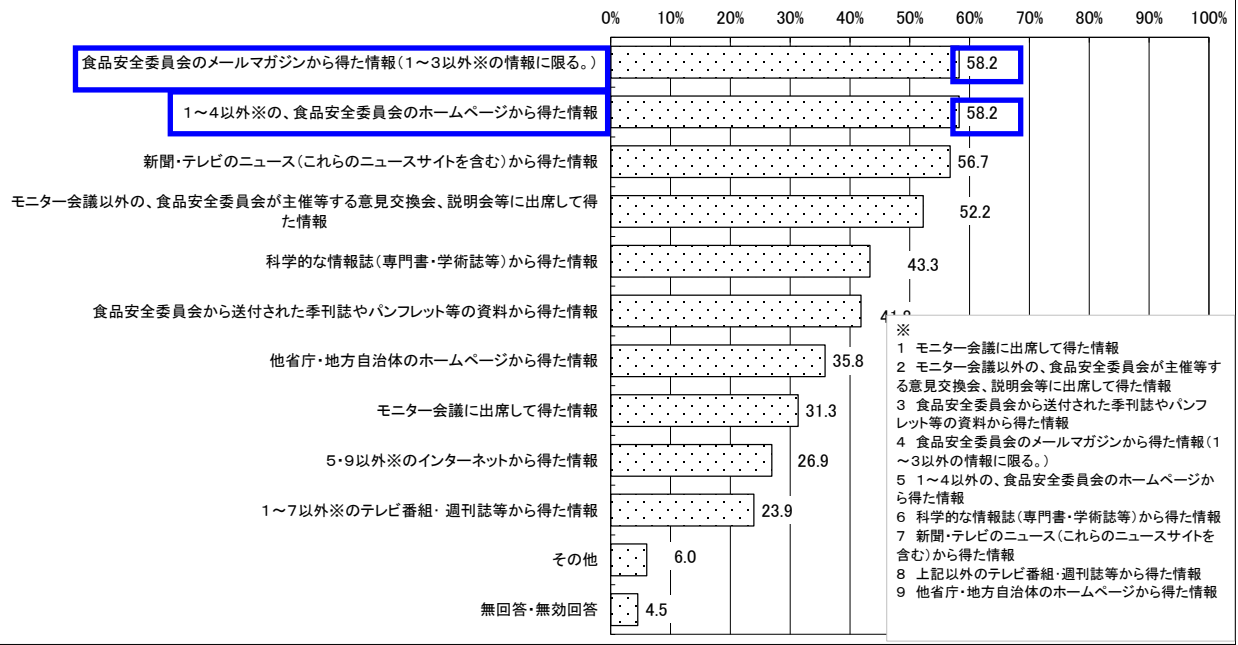 0% 10% 20% 30% 40% 50% 60% 70% 80% 90% 100%
食品安全委員会のメールマガジンから得た情報(1～3以外※の情報に限る。) 58.2
1～4以外※の、食品安全委員会のホームページから得た情報 58.2
新聞・テレビのニュース(これらのニュースサイトを含む)から得た情報 56.7
モニター会議以外の、食品安全委員会が主催等する意見交換会、説明会等に出席して得
た情報 52.2
科学的な情報誌(専門書・学術誌等)から得た情報 43.3
食品安全委員会から送付された季刊誌やパンフレット等の資料から得た情報
他省庁・地方自治体のホームページから得た情報 35.8
モニター会議に出席して得た情報 31.3
5・9以外※のインターネットから得た情報 26.9
1～7以外※のテレビ番組・週刊誌等から得た情報 23.9
その他 6.0
無回答・無効回答 4.5
※
1 モニター会議に出席して得た情報
2 モニター会議以外の、食品安全委員会が主催等す
る意見交換会、説明会等に出席して得た情報
3 食品安全委員会から送付された季刊誌やパンフ
レット等の資料から得た情報
4 食品安全委員会のメールマガジンから得た情報(1
～3以外の情報に限る。)
5 1～4以外の、食品安全委員会のホームページか
ら得た情報
6 科学的な情報誌(専門書・学術誌等)から得た情報
7 新聞・テレビのニュース(これらのニュースサイトを
含む)から得た情報
8 上記以外のテレビ番組・週刊誌等から得た情報
9 他省庁・地方自治体のホームページから得た情報